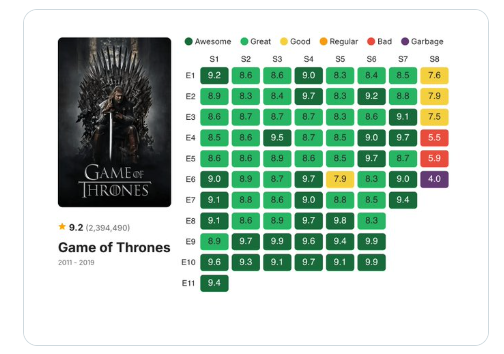 Awesome Great Good Regular Bad Garbage
S1 S2 S3 S4 S5 S6 S7 S8
E1 9.2 8.6 8.6 9.0 8.3 8.4 8.5 7.6
E2 8.9 8.3 8.4 9.7 8.3 9.2 8.8 7.9
E3 8.6 8.7 8.7 8.7 8.3 8.6 9.1 7.5
E4 8.5 8.6 9.5 8.7 8.5 9.0 9.7 5.5
E5 8.6 8.6 8.9 8.6 8.5 9.7 8.7 5.9
E6 9.0 8.9 8.7 9.7 7.9 8.3 9.0 4.0
E7 9.1 8.8 8.6 9.0 8.8 8.5 9.4
E8 9.1 8.6 8.9 9.7 9.8 8.3
E9 8.9 9.7 9.9 9.6 9.4 9.9
E10 9.6 9.3 9.1 9.7 9.1 9.9
E11 9.4
GAME OF
THRONES
9.2 (2,394,490)
Game of Thrones
2011 - 2019